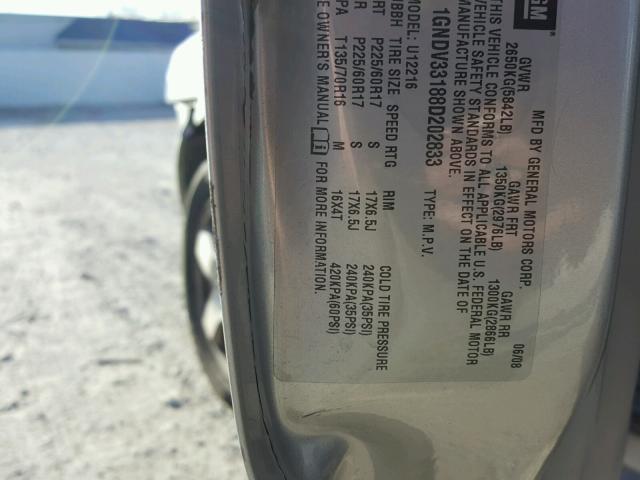 GM®
MFD BY GENERAL MOTORS CORP. 06/08
GVWR GAWR FRT GAWR RR
2650KG(5842LB) 1350KG(2976LB) 1300KG(2866LB)
THIS VEHICLE CONFORMS TO ALL APPLICABLE U.S. FEDERAL MOTOR
VEHICLE SAFETY STANDARDS IN EFFECT ON THE DATE OF
MANUFACTURE SHOWN ABOVE.
1GNDV33188D202833 TYPE: M.P.V.
: U12216
TIRE SIZE SPEED RTG RIM COLD TIRE PRESSURE
RT P225/60R17 S 17X6.5J 240KPA(35PSI)
R P225/60R17 S 17X6.5J 240KPA(35PSI)
PA T135/70R16 M 16X4T 420KPA(60PSI)
E OWNER'S MANUAL FOR MORE INFORMATION.